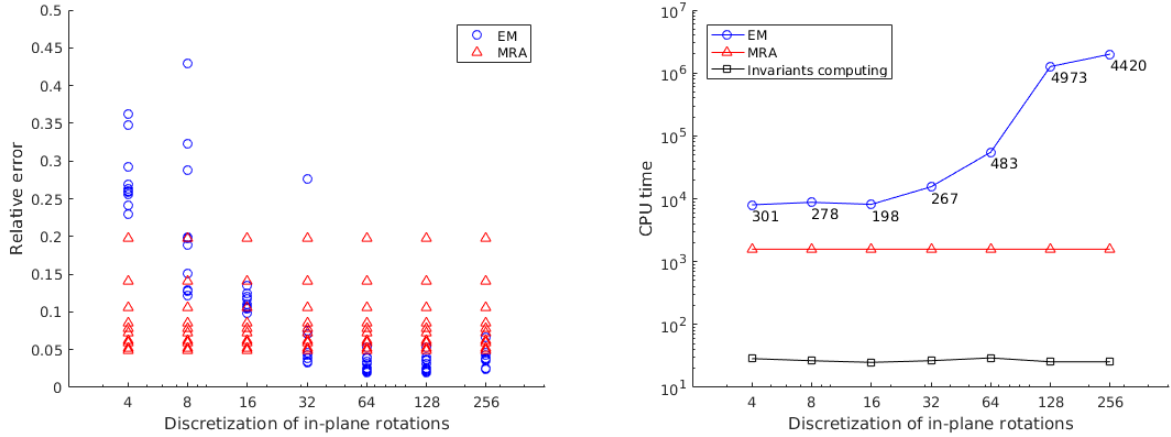 0.5
0.45
0.4
0.35
0.3
0.25
0.2
0.15
0.1
0.05
0
Relative error
EM
MRA
4 8 16 32 64 128 256
Discretization of in-plane rotations
10^7
10^6
10^5
10^4
10^3
10^2
10^1
CPU time
EM
MRA
Invariants computing
301
278
198
267
483
4973
4420
4 8 16 32 64 128 256
Discretization of in-plane rotations